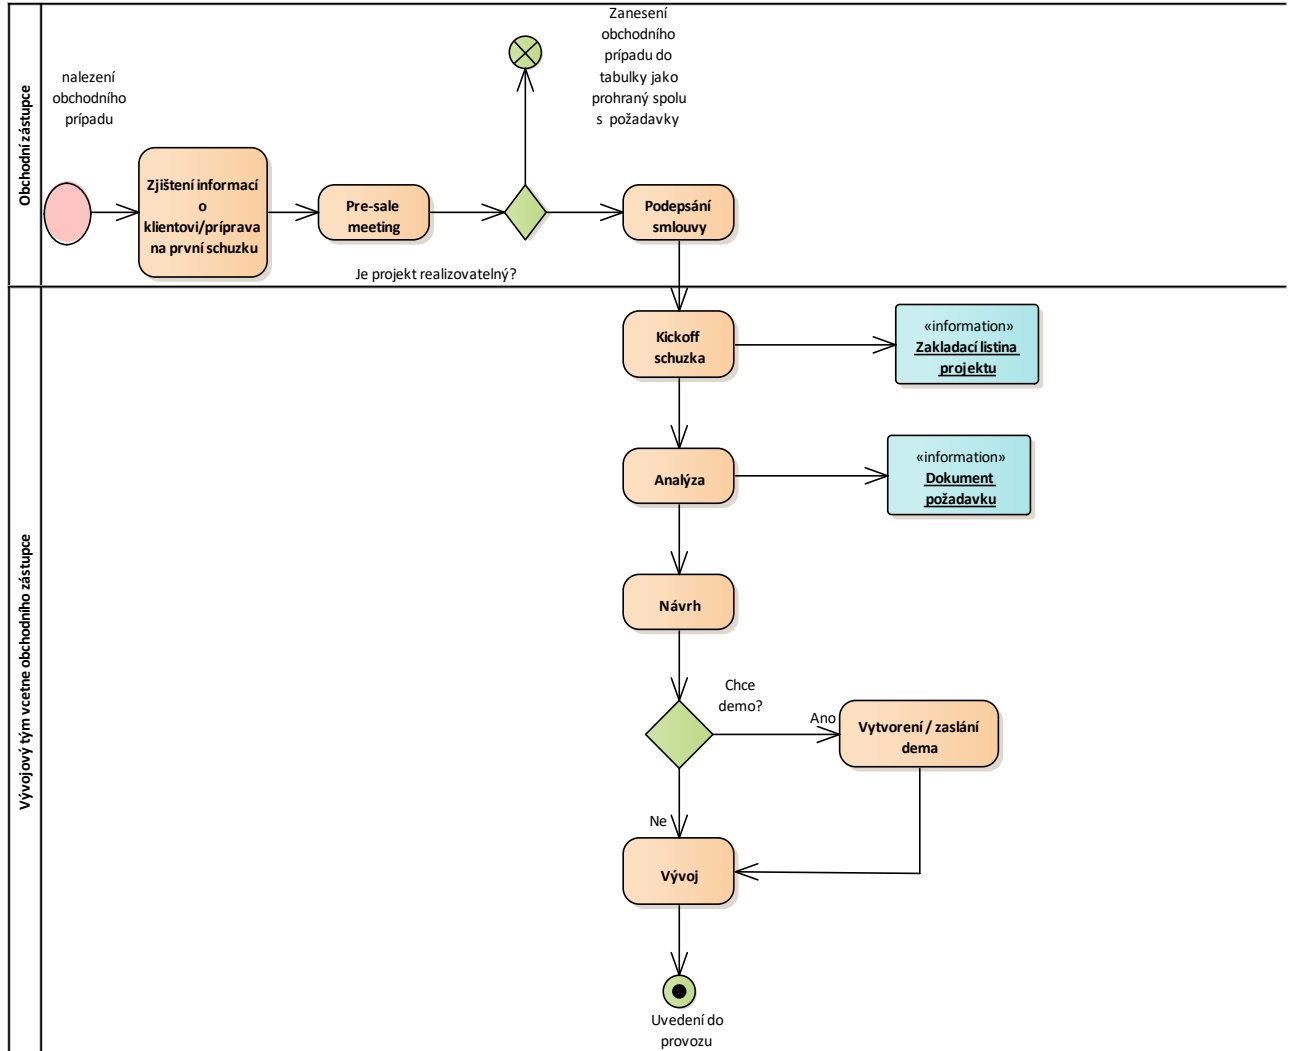 Obchodní zástupce
nalezení
obchodního
prípadu
Zanesení
obchodního
prípadu do
tabulky jako
prohraný spolu
s požadavky
Zjištení informací
o
klientovi/príprava
na první schuzku
Pre-sale
meeting
Podepsání
smlouvy
Je projekt realizovatelný?
Vývojový tým vcetne obchodního zástupce
Kickoff
schuzka
«information»
Zakladací listina
projektu
Analýza
«information»
Dokument
požadavku
Návrh
Chce
demo?
Ano
Vytvorení / zaslání
dema
Ne
Vývoj
Uvedení do
provozu